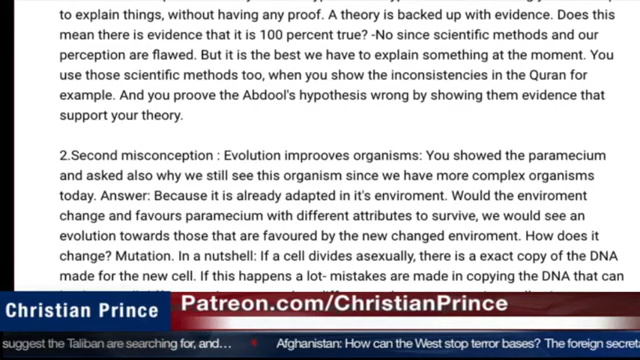 to explain things, without having any proof. A theory is backed up with evidence. Does this
mean there is evidence that it is 100 percent true? -No since scientific methods and our
perception are flawed. But it is the best we have to explain something at the moment. You
use those scientific methods too, when you show the inconsistencies in the Quran for
example. And you proove the Abdool's hypothesis wrong by showing them evidence that
support your theory.
2.Second misconception : Evolution improoves organisms: You showed the paramecium
and asked also why we still see this organism since we have more complex organisms
today. Answer: Because it is already adapted in it's enviroment. Would the enviroment
change and favours paramecium with different attributes to survive, we would see an
evolution towards those that are favoured by the new changed enviroment. How does it
change? Mutation. In a nutshell: If a cell divides asexually, there is a exact copy of the DNA
made for the new cell. If this happens a lot- mistakes are made in copying the DNA that can
Christian Prince
Patreon.com/ChristianPrince
suggest the Taliban are searching for, and... Afghanistan: How can the West stop terror bases? The foreign secret